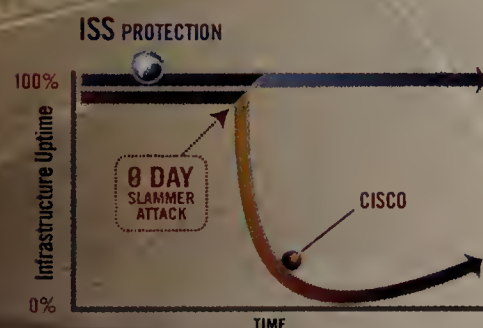 ISS PROTECTION
100%
Infrastructure Uptime
0 DAY
SLAMMER
ATTACK
CISCO
0%
TIME